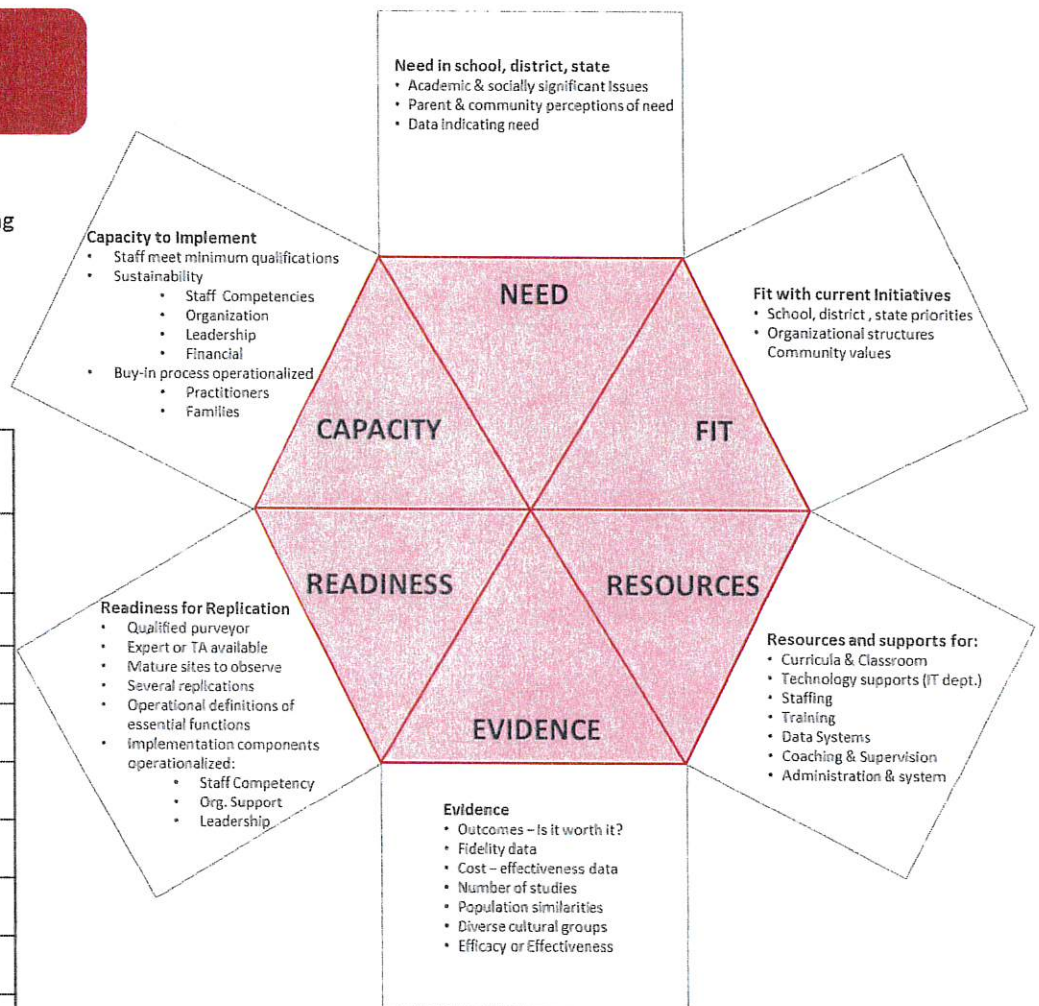 Need in school, district, state
• Academic & socially significant Issues
• Parent & community perceptions of need
• Data indicating need
Capacity to Implement
• Staff meet minimum qualifications
• Sustainability
• Staff Competencies
• Organization
• Leadership
• Financial
• Buy-in process operationalized
• Practitioners
• Families
Fit with current Initiatives
• School, district , state priorities
• Organizational structures
Community values
NEED
CAPACITY
FIT
READINESS
RESOURCES
EVIDENCE
Readiness for Replication
• Qualified purveyor
• Expert or TA available
• Mature sites to observe
• Several replications
• Operational definitions of
essential functions
• Implementation components
operationalized:
• Staff Competency
• Org. Support
• Leadership
Resources and supports for:
• Curricula & Classroom
• Technology supports (IT dept.)
• Staffing
• Training
• Data Systems
• Coaching & Supervision
• Administration & system
Evidence
• Outcomes – Is it worth it?
• Fidelity data
• Cost – effectiveness data
• Number of studies
• Population similarities
• Diverse cultural groups
• Efficacy or Effectiveness